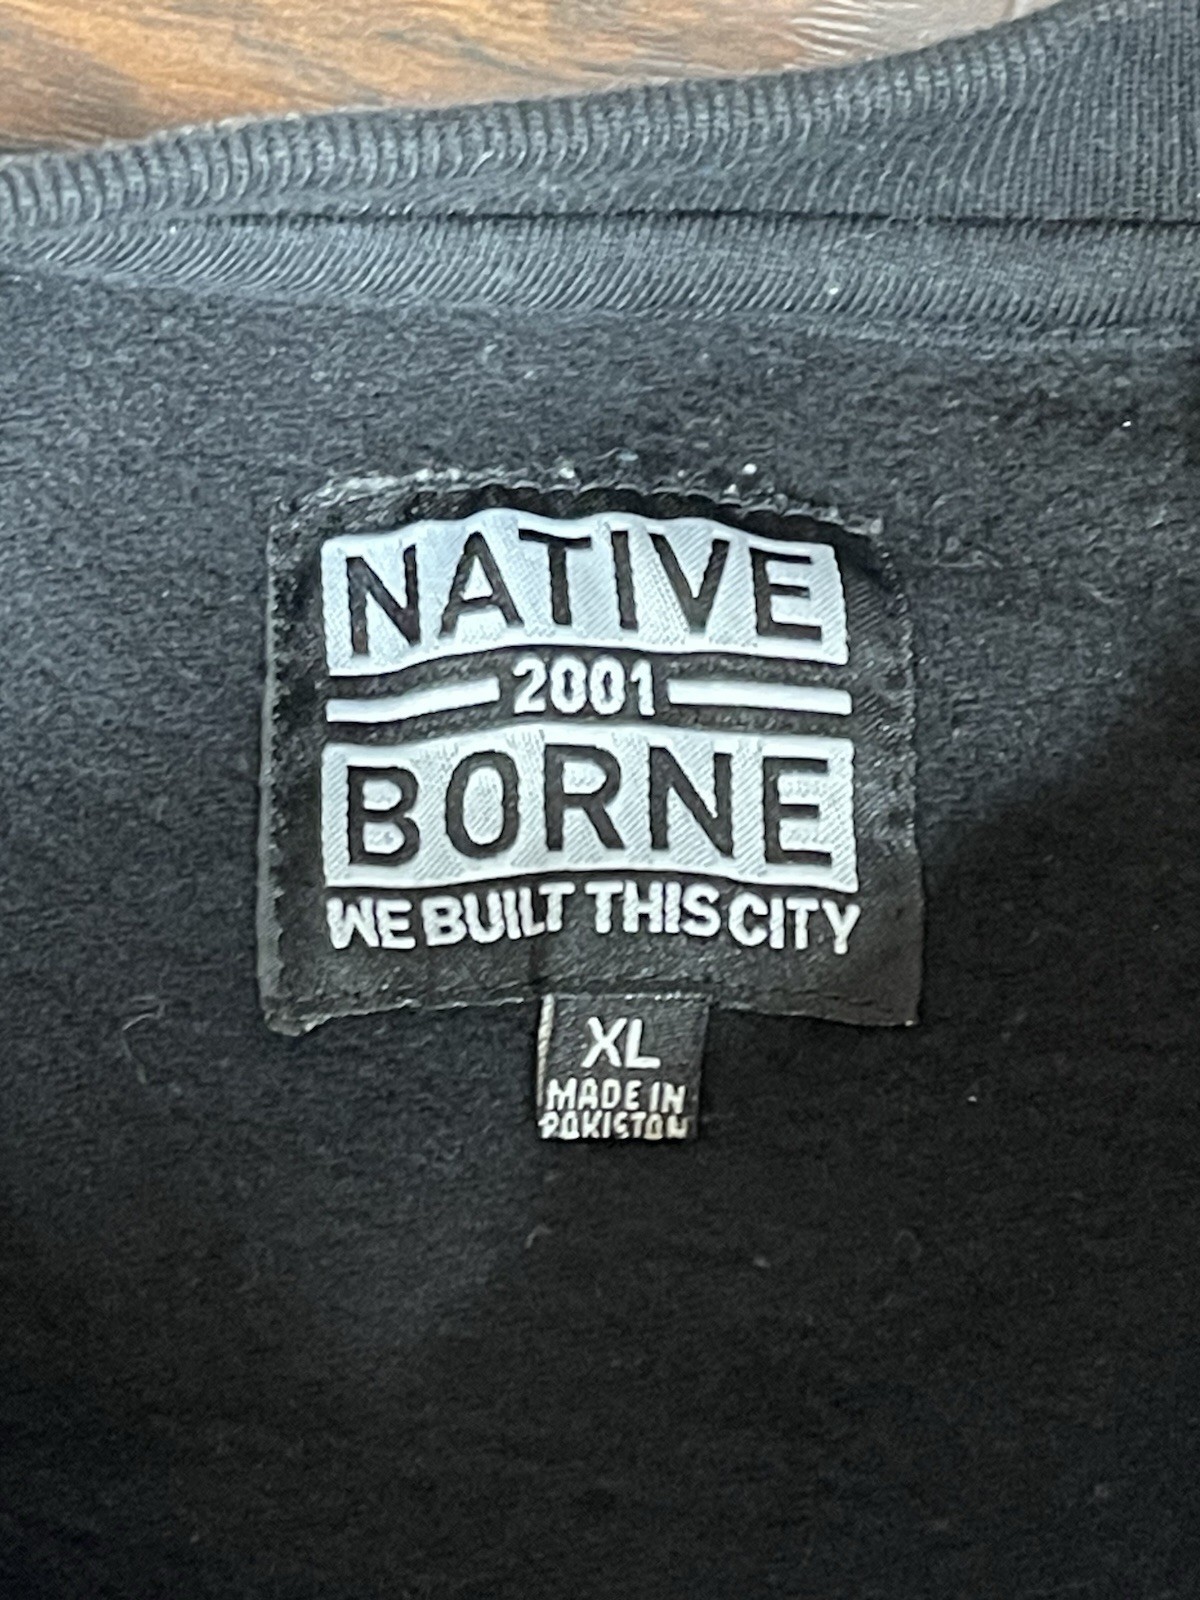 NATIVE
2001
BORNE
WE BUILT THIS CITY
XL
MADE IN
PAKISTAN